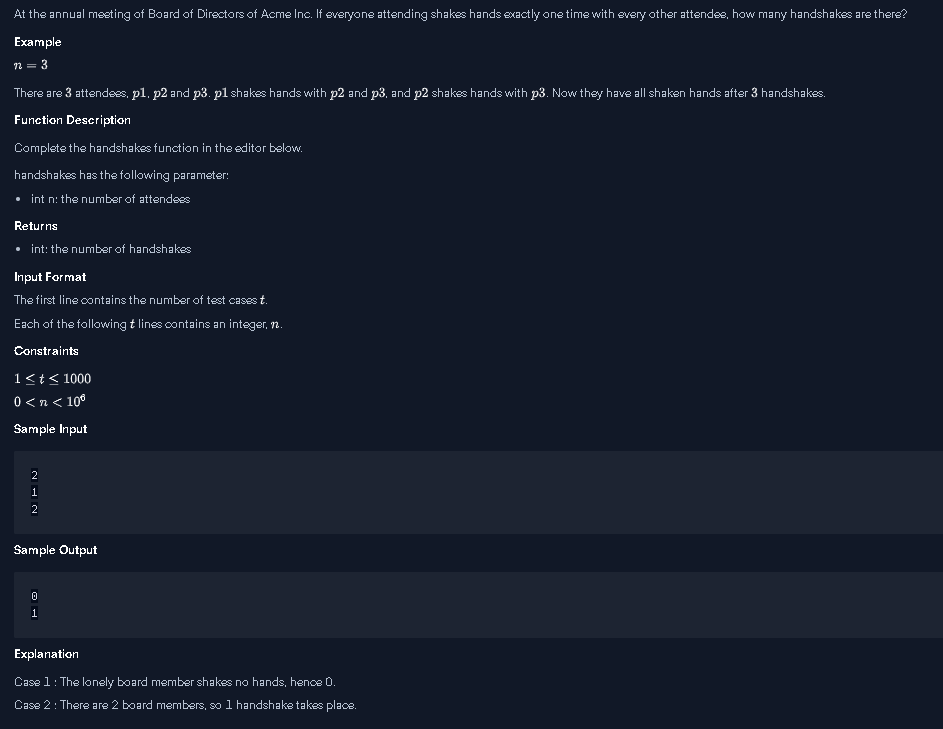 At the annual meeting of Board of Directors of Acme Inc. If everyone attending shakes hands exactly one time with every other attendee, how many handshakes are there?
Example
n = 3
There are 3 attendees, p1, p2 and p3. p1 shakes hands with p2 and p3, and p2 shakes hands with p3. Now they have all shaken hands after 3 handshakes.
Function Description
Complete the handshakes function in the editor below.
handshakes has the following parameter:
• int n: the number of attendees
Returns
• int: the number of handshakes
Input Format
The first line contains the number of test cases t.
Each of the following t lines contains an integer, n.
Constraints
1 ≤ t ≤ 1000
0 < n < 10⁶
Sample Input
2
1
2
Sample Output
0
1
Explanation
Case 1 : The lonely board member shakes no hands, hence 0.
Case 2 : There are 2 board members, so 1 handshake takes place.